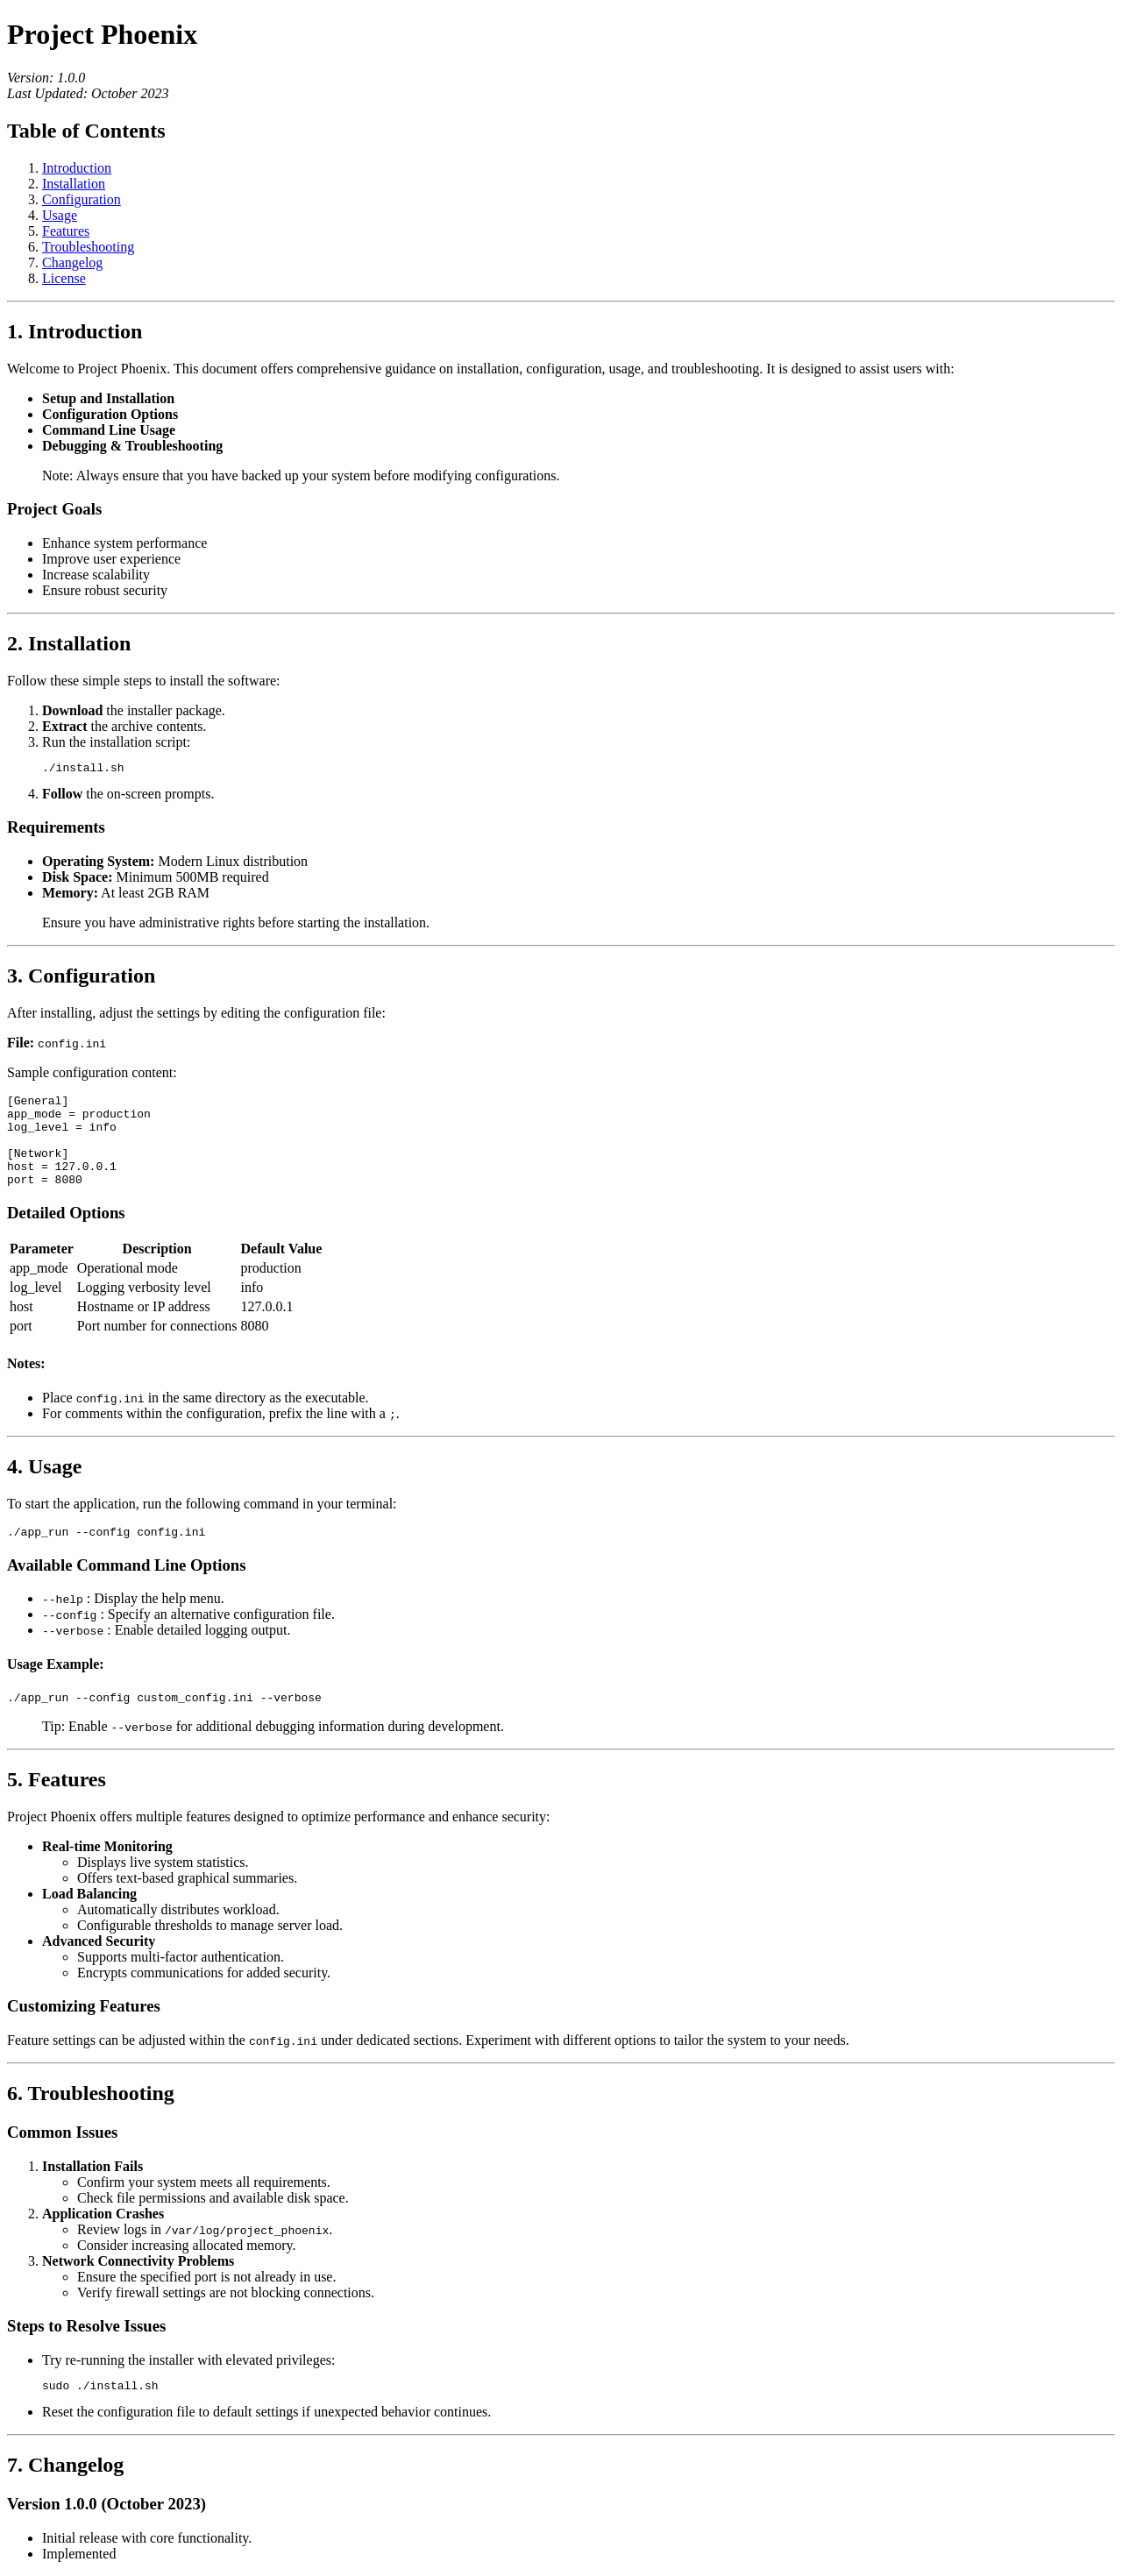 Project Phoenix
Version: 1.0.0
Last Updated: October 2023
Table of Contents
1. Introduction
2. Installation
3. Configuration
4. Usage
5. Features
6. Troubleshooting
7. Changelog
8. License
1. Introduction
Welcome to Project Phoenix. This document offers comprehensive guidance on installation, configuration, usage, and troubleshooting. It is designed to assist users with:
• Setup and Installation
• Configuration Options
• Command Line Usage
• Debugging & Troubleshooting
Note: Always ensure that you have backed up your system before modifying configurations.
Project Goals
• Enhance system performance
• Improve user experience
• Increase scalability
• Ensure robust security
2. Installation
Follow these simple steps to install the software:
1. Download the installer package.
2. Extract the archive contents.
3. Run the installation script:
./install.sh
4. Follow the on-screen prompts.
Requirements
• Operating System: Modern Linux distribution
• Disk Space: Minimum 500MB required
• Memory: At least 2GB RAM
Ensure you have administrative rights before starting the installation.
3. Configuration
After installing, adjust the settings by editing the configuration file:
File: config.ini
Sample configuration content:
[General]
app_mode = production
log_level = info
[Network]
host = 127.0.0.1
port = 8080
Detailed Options
Parameter Description Default Value
app_mode Operational mode production
log_level Logging verbosity level info
host Hostname or IP address 127.0.0.1
port Port number for connections 8080
Notes:
• Place config.ini in the same directory as the executable.
• For comments within the configuration, prefix the line with a ;.
4. Usage
To start the application, run the following command in your terminal:
./app_run --config config.ini
Available Command Line Options
• --help : Display the help menu.
• --config : Specify an alternative configuration file.
• --verbose : Enable detailed logging output.
Usage Example:
./app_run --config custom_config.ini --verbose
Tip: Enable --verbose for additional debugging information during development.
5. Features
Project Phoenix offers multiple features designed to optimize performance and enhance security:
• Real-time Monitoring
◦ Displays live system statistics.
◦ Offers text-based graphical summaries.
• Load Balancing
◦ Automatically distributes workload.
◦ Configurable thresholds to manage server load.
• Advanced Security
◦ Supports multi-factor authentication.
◦ Encrypts communications for added security.
Customizing Features
Feature settings can be adjusted within the config.ini under dedicated sections. Experiment with different options to tailor the system to your needs.
6. Troubleshooting
Common Issues
1. Installation Fails
◦ Confirm your system meets all requirements.
◦ Check file permissions and available disk space.
2. Application Crashes
◦ Review logs in /var/log/project_phoenix.
◦ Consider increasing allocated memory.
3. Network Connectivity Problems
◦ Ensure the specified port is not already in use.
◦ Verify firewall settings are not blocking connections.
Steps to Resolve Issues
• Try re-running the installer with elevated privileges:
sudo ./install.sh
• Reset the configuration file to default settings if unexpected behavior continues.
7. Changelog
Version 1.0.0 (October 2023)
• Initial release with core functionality.
• Implemented